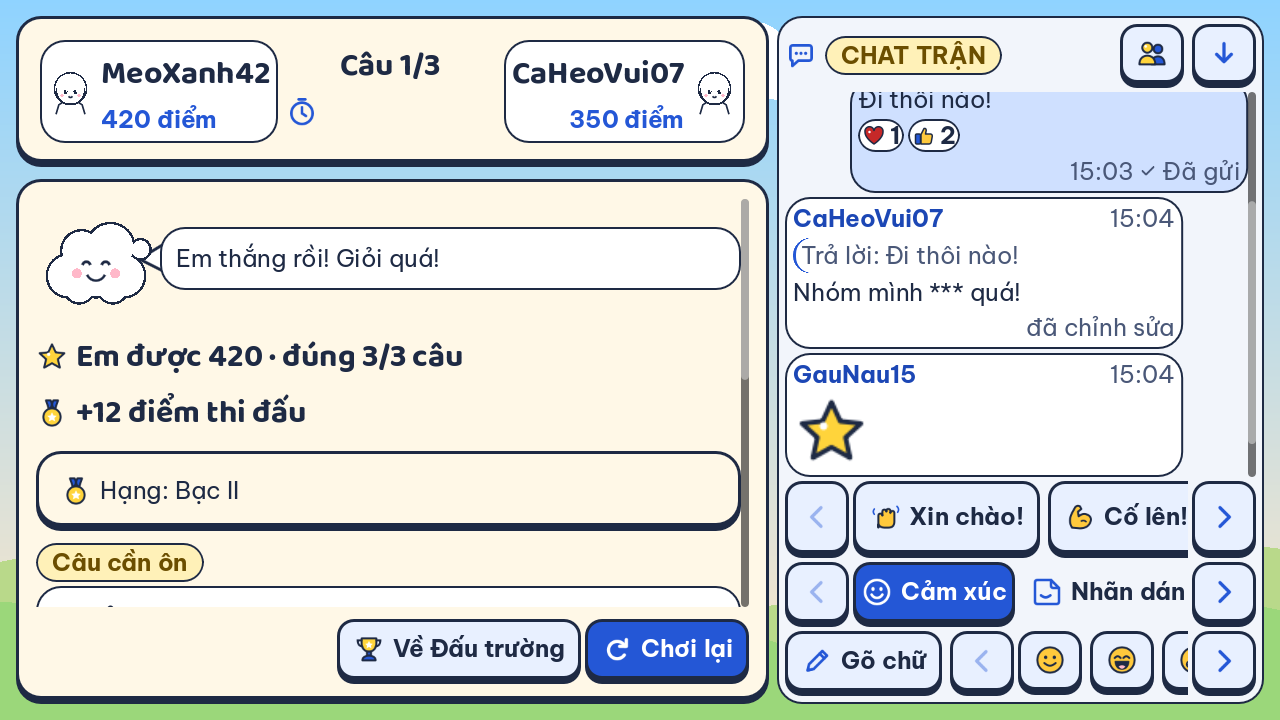 MeoXanh42
420 điểm
Câu 1/3
CaHeoVui07
350 điểm
Em thắng rồi! Giỏi quá!
Em được 420 · đúng 3/3 câu
+12 điểm thi đấu
Hạng: Bạc II
Câu cần ôn
Về Đấu trường
Chơi lại
CHAT TRẬN
Đi thôi nào!
1 2
15:03 ✓ Đã gửi
CaHeoVui07 15:04
Trả lời: Đi thôi nào!
Nhóm mình *** quá!
đã chỉnh sửa
GauNau15 15:04
Xin chào!
Cố lên!
Cảm xúc
Nhãn dán
Gõ chữ